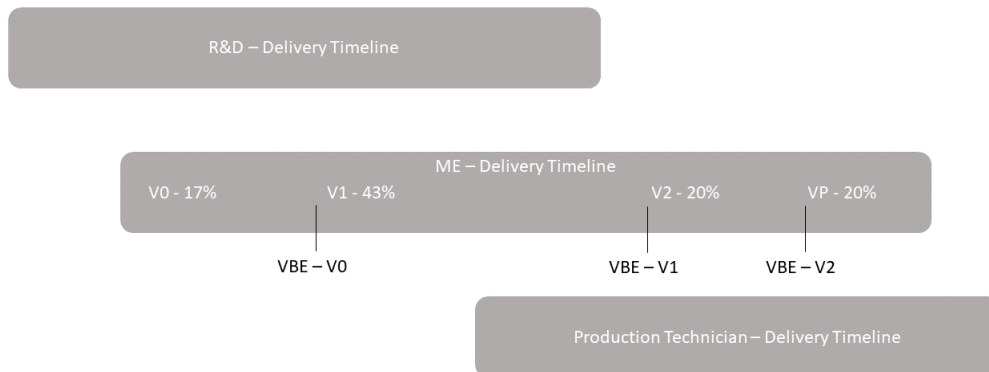 R&D – Delivery Timeline
ME – Delivery Timeline
V0 - 17%
V1 - 43%
V2 - 20%
VP - 20%
VBE – V0
VBE – V1
VBE – V2
Production Technician – Delivery Timeline